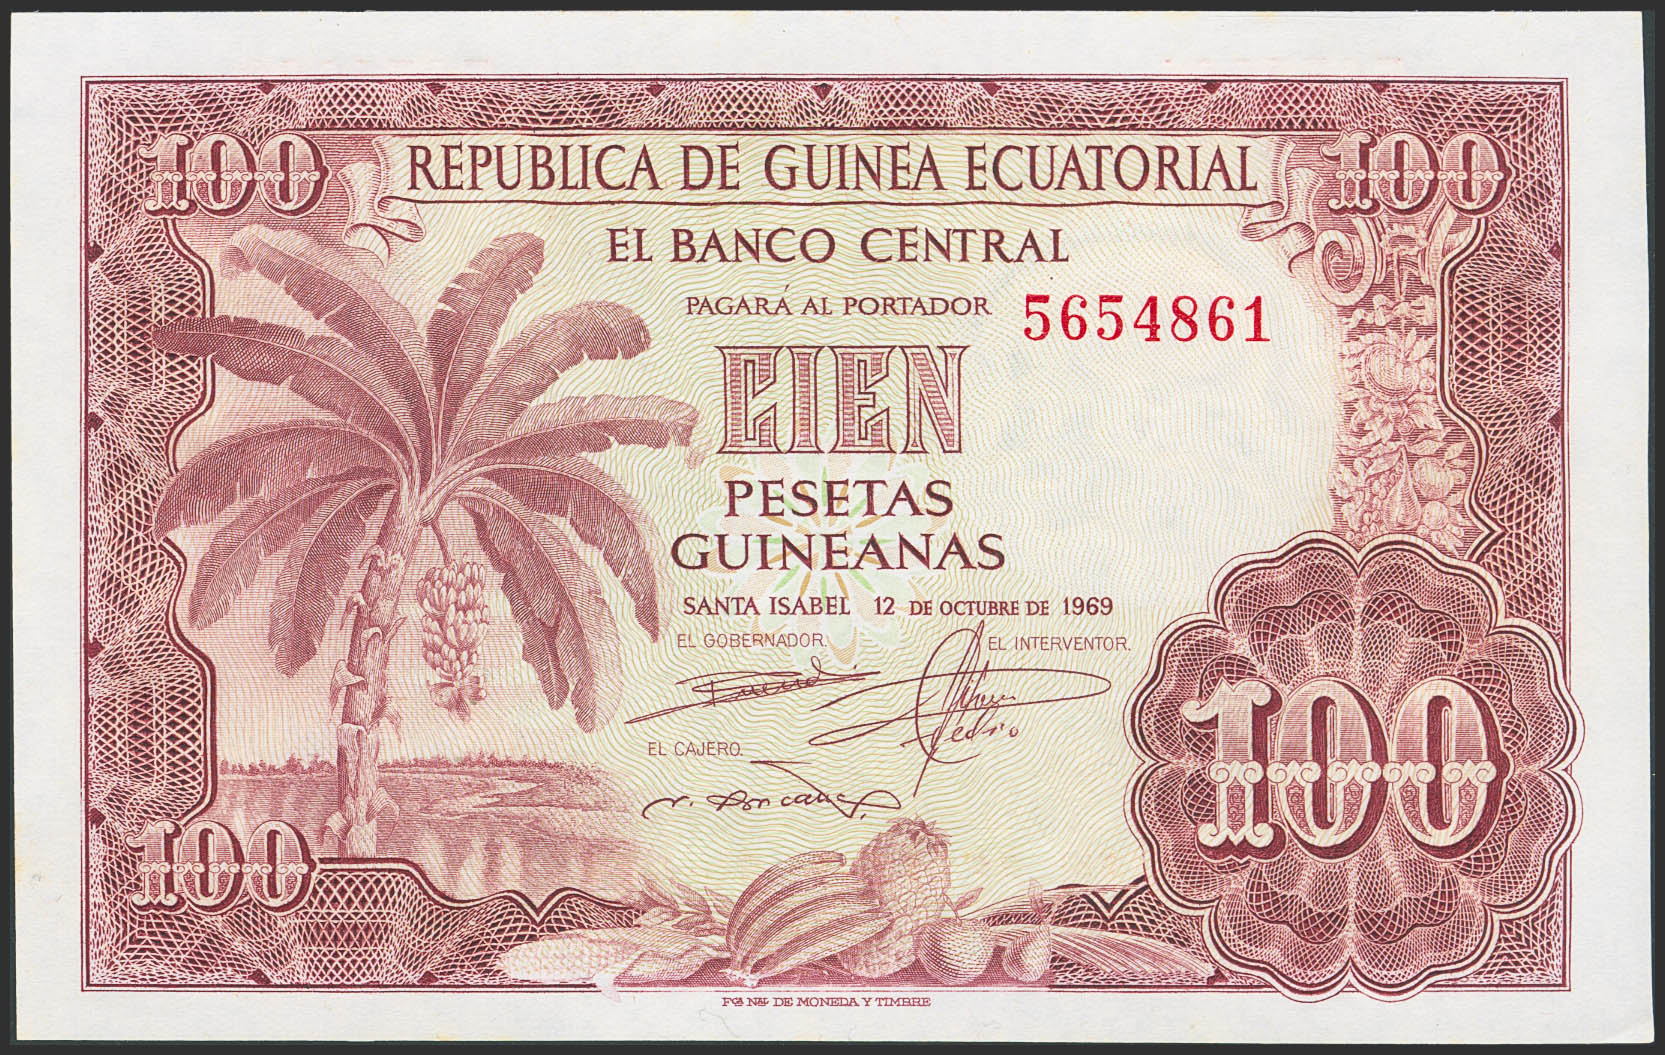 100 REPUBLICA DE GUINEA ECUATORIAL 100
EL BANCO CENTRAL
PAGARÁ AL PORTADOR 5654861
CIEN
PESETAS
GUINEANAS
SANTA ISABEL 12 DE OCTUBRE DE 1969
EL GOBERNADOR. EL INTERVENTOR.
Pedro
EL CAJERO.
100
100
Fca Nal DE MONEDA Y TIMBRE